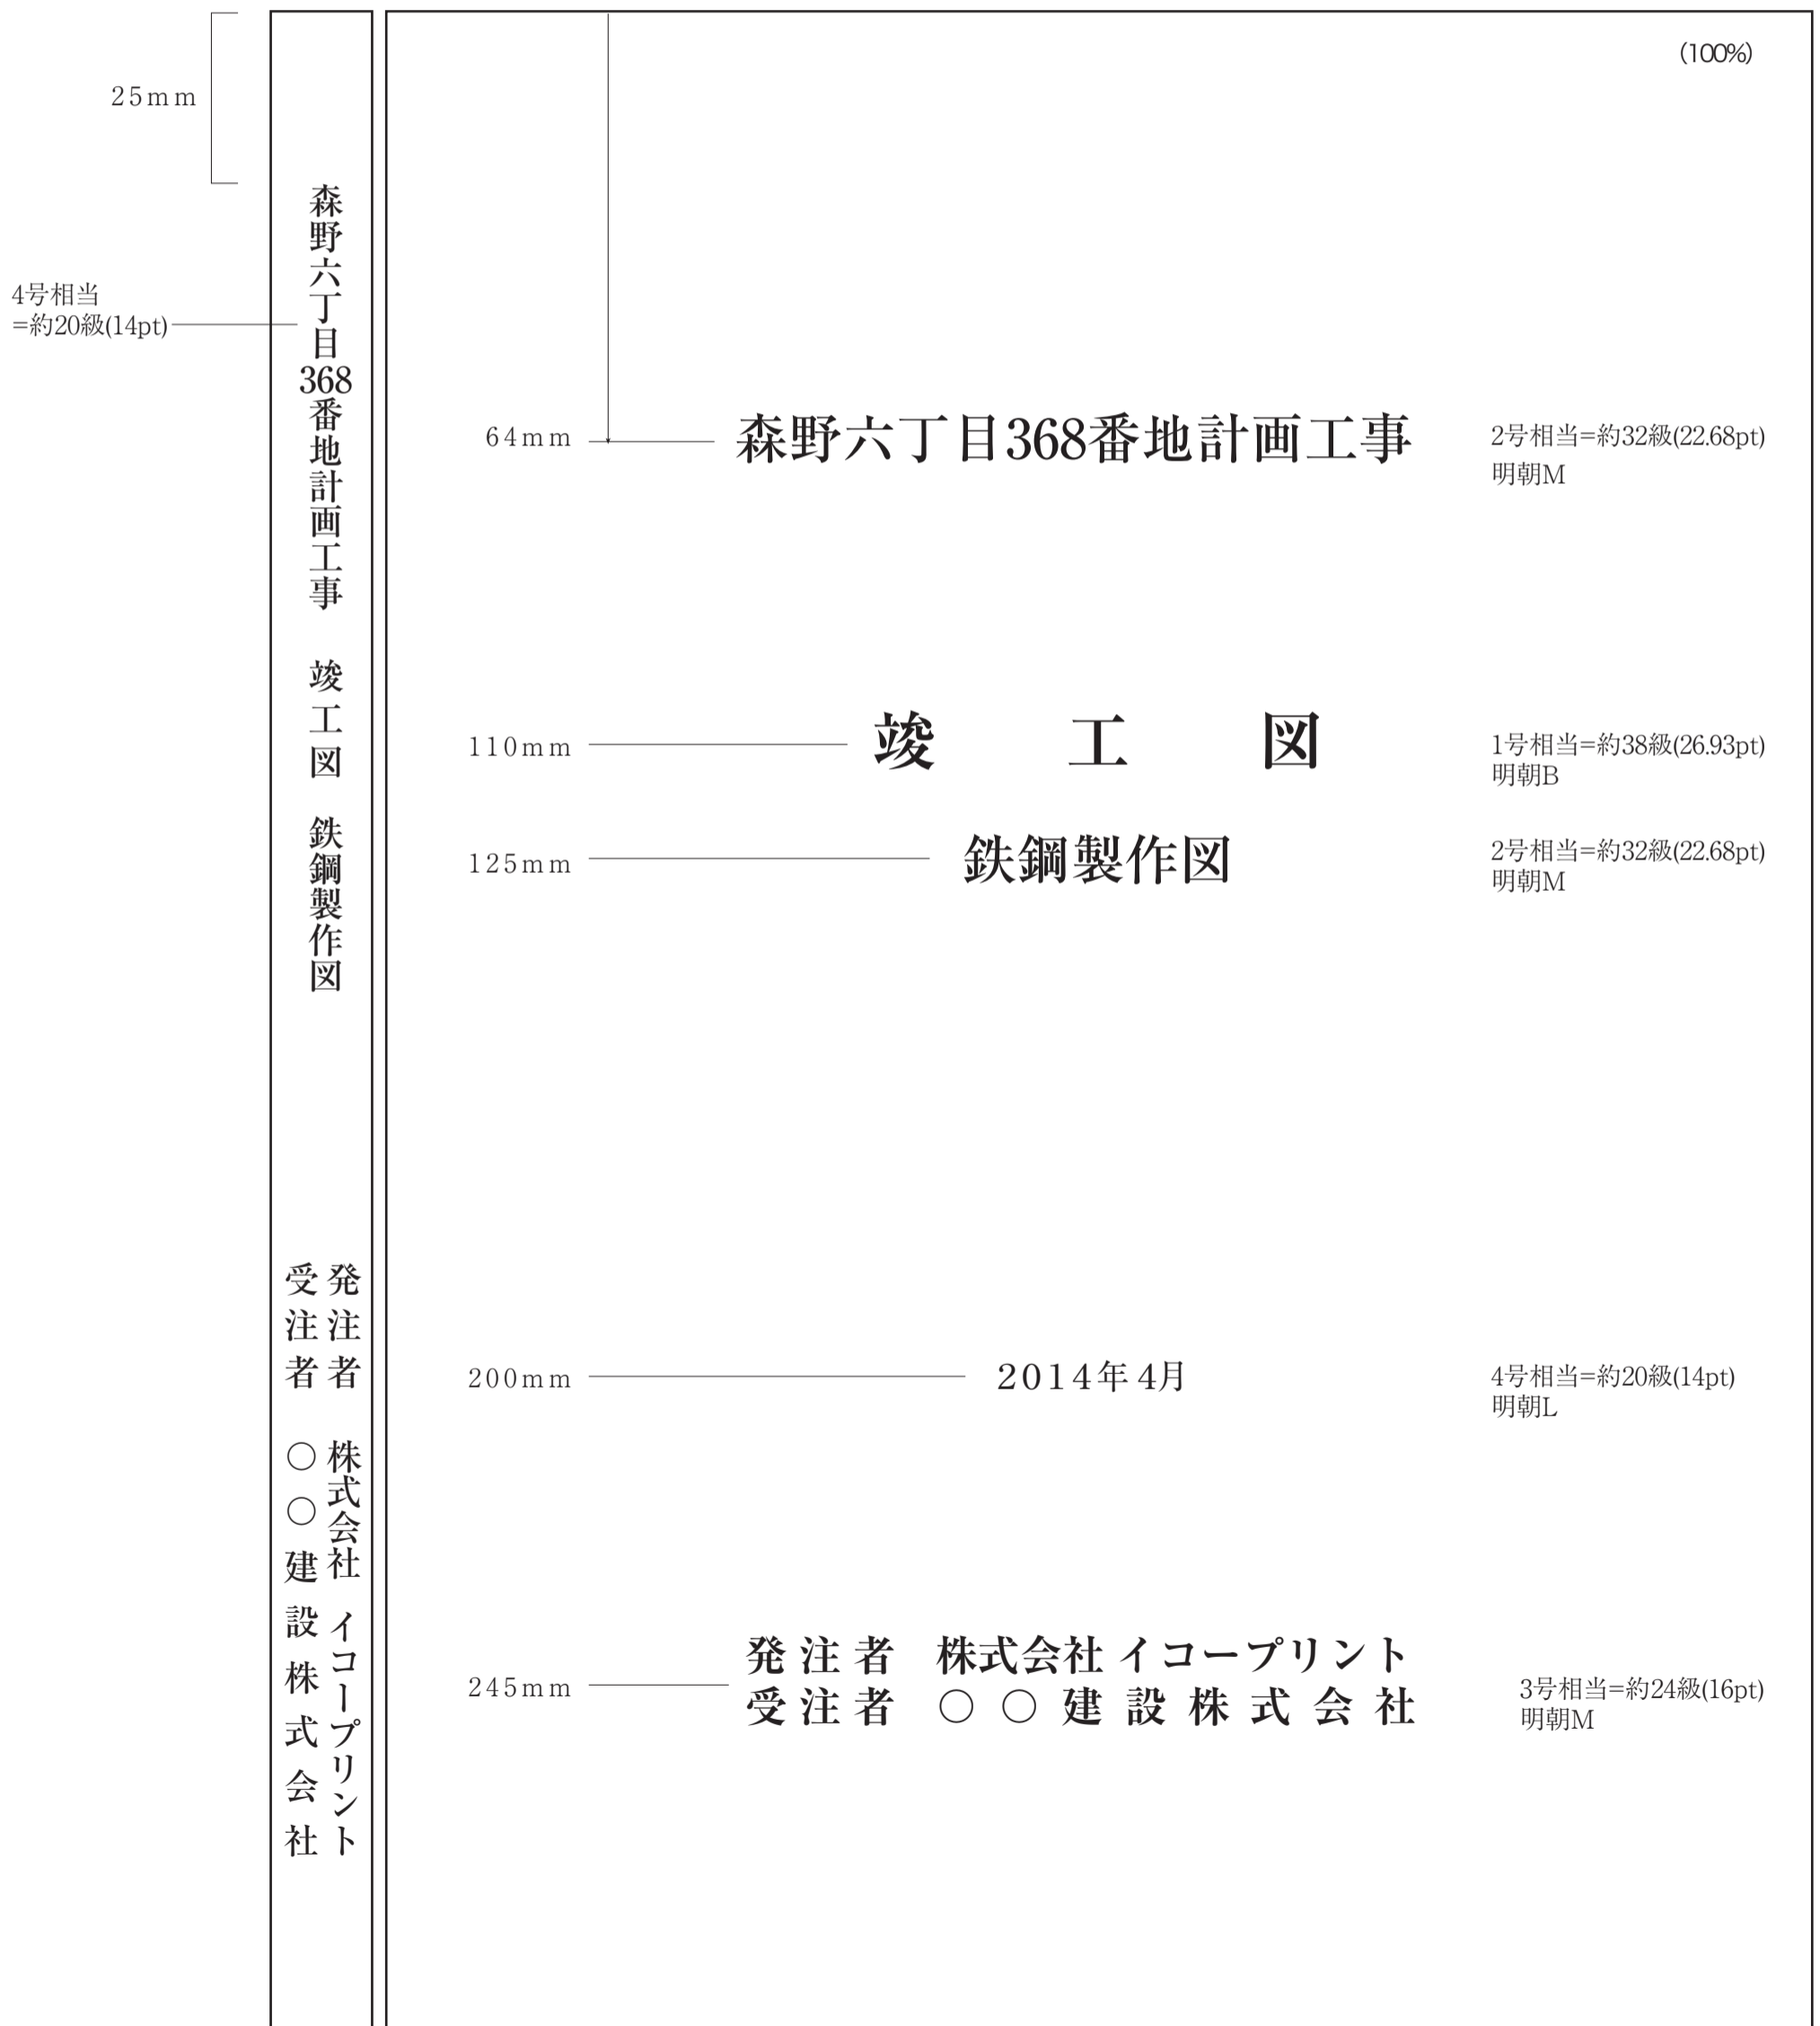 (100%)
25mm
4号相当
=約20級(14pt)
森野六丁目368番地計画工事 竣工図 鉄鋼製作図
発注者 株式会社 イコープリント
受注者 ○○建設株式会社
64mm
森野六丁目368番地計画工事
2号相当=約32級(22.68pt)
明朝M
110mm
竣 工 図
1号相当=約38級(26.93pt)
明朝B
125mm
鉄鋼製作図
2号相当=約32級(22.68pt)
明朝M
200mm
2014年 4月
4号相当=約20級(14pt)
明朝L
245mm
発注者 株式会社 イコープリント
受注者 ○○建設株式会社
3号相当=約24級(16pt)
明朝M